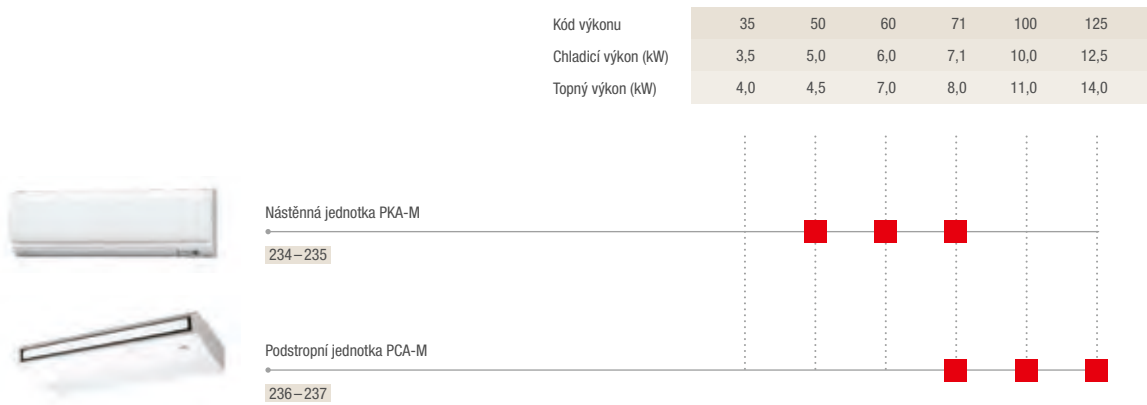 Kód výkonu 35 50 60 71 100 125
Chladicí výkon (kW) 3,5 5,0 6,0 7,1 10,0 12,5
Topný výkon (kW) 4,0 4,5 7,0 8,0 11,0 14,0
Nástěnná jednotka PKA-M
234–235
Podstropní jednotka PCA-M
236–237